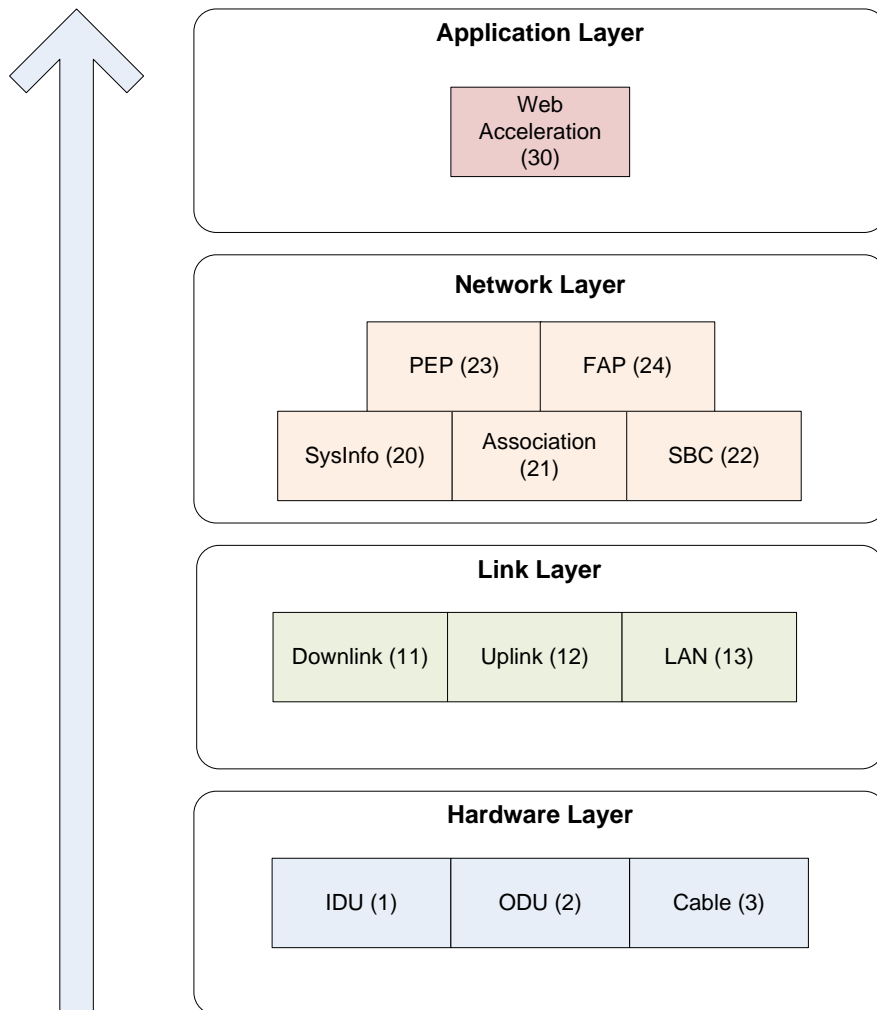 Application Layer
Web
Acceleration
(30)
Network Layer
PEP (23)
FAP (24)
SysInfo (20)
Association
(21)
SBC (22)
Link Layer
Downlink (11)
Uplink (12)
LAN (13)
Hardware Layer
IDU (1)
ODU (2)
Cable (3)